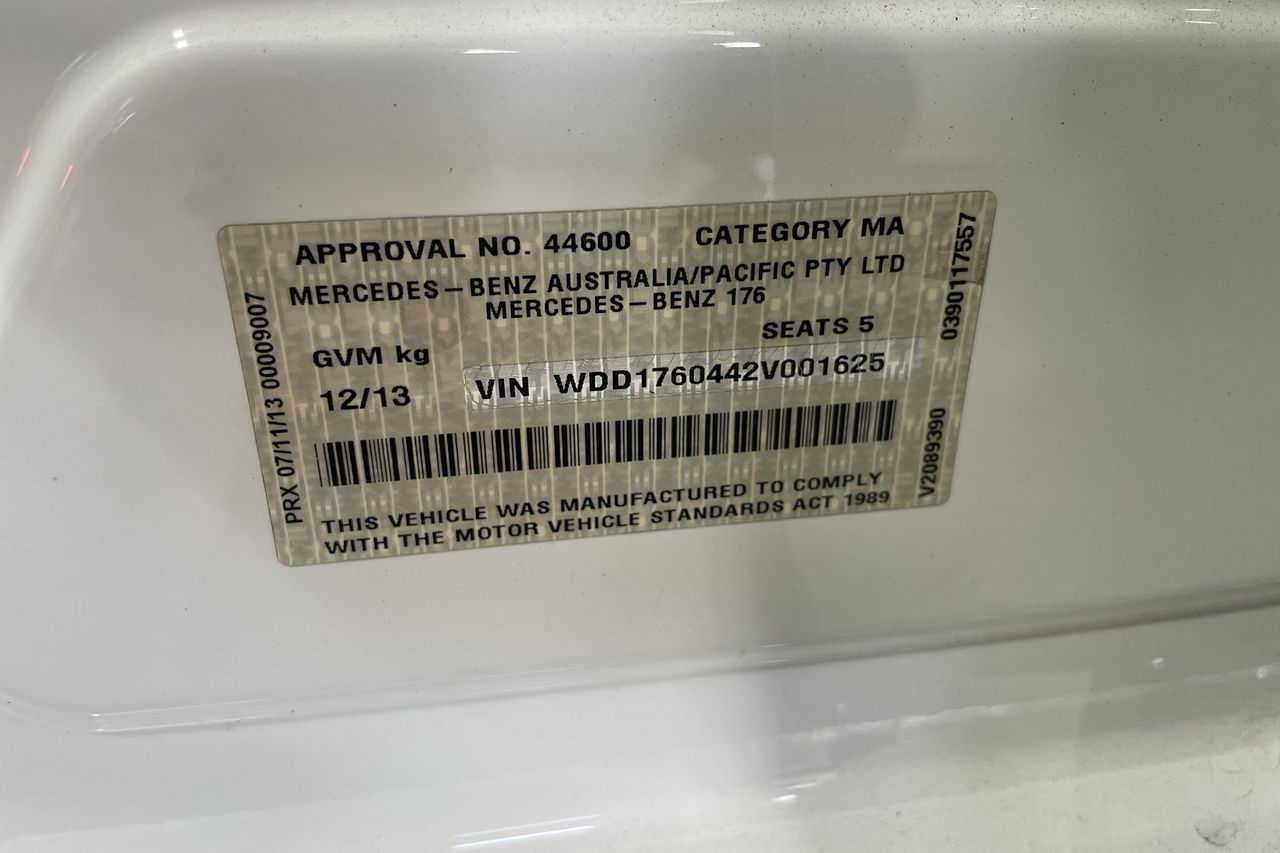 APPROVAL NO. 44600 CATEGORY MA
MERCEDES-BENZ AUSTRALIA/PACIFIC PTY LTD
MERCEDES-BENZ 176
SEATS 5
GVM kg
12/13
VIN WDD1760442V001625
THIS VEHICLE WAS MANUFACTURED TO COMPLY
WITH THE MOTOR VEHICLE STANDARDS ACT 1989
PRX 07/11/13 00009007
0390117557
V2089390